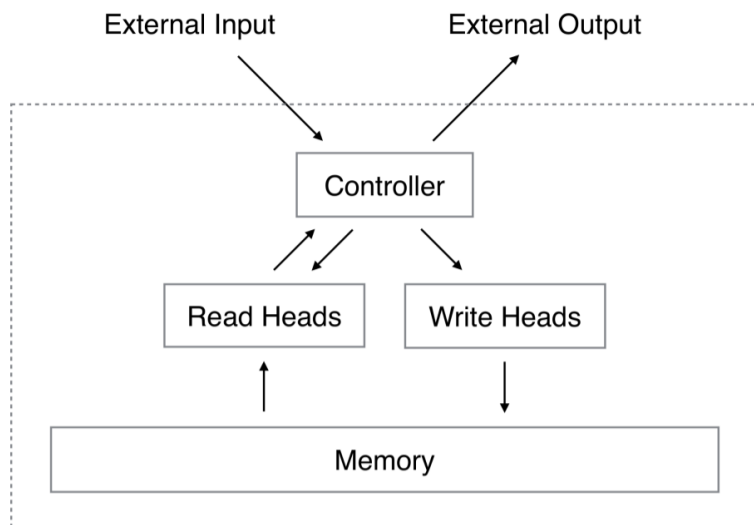 External Input
External Output
Controller
Read Heads
Write Heads
Memory